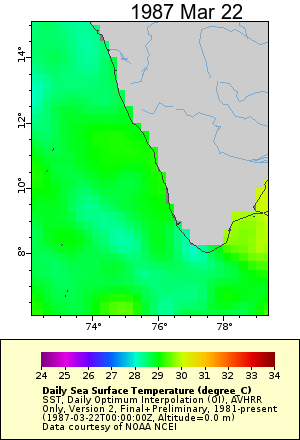 1987 Mar 22
14°
12°
10°
8°
74°
76°
78°
24 25 26 27 28 29 30 31 32 33 34
Daily Sea Surface Temperature (degree_C)
SST, Daily Optimum Interpolation (OI), AVHRR
Only, Version 2, Final+Preliminary, 1981-present
(1987-03-22T00:00:00Z, Altitude=0.0 m)
Data courtesy of NOAA NCEI